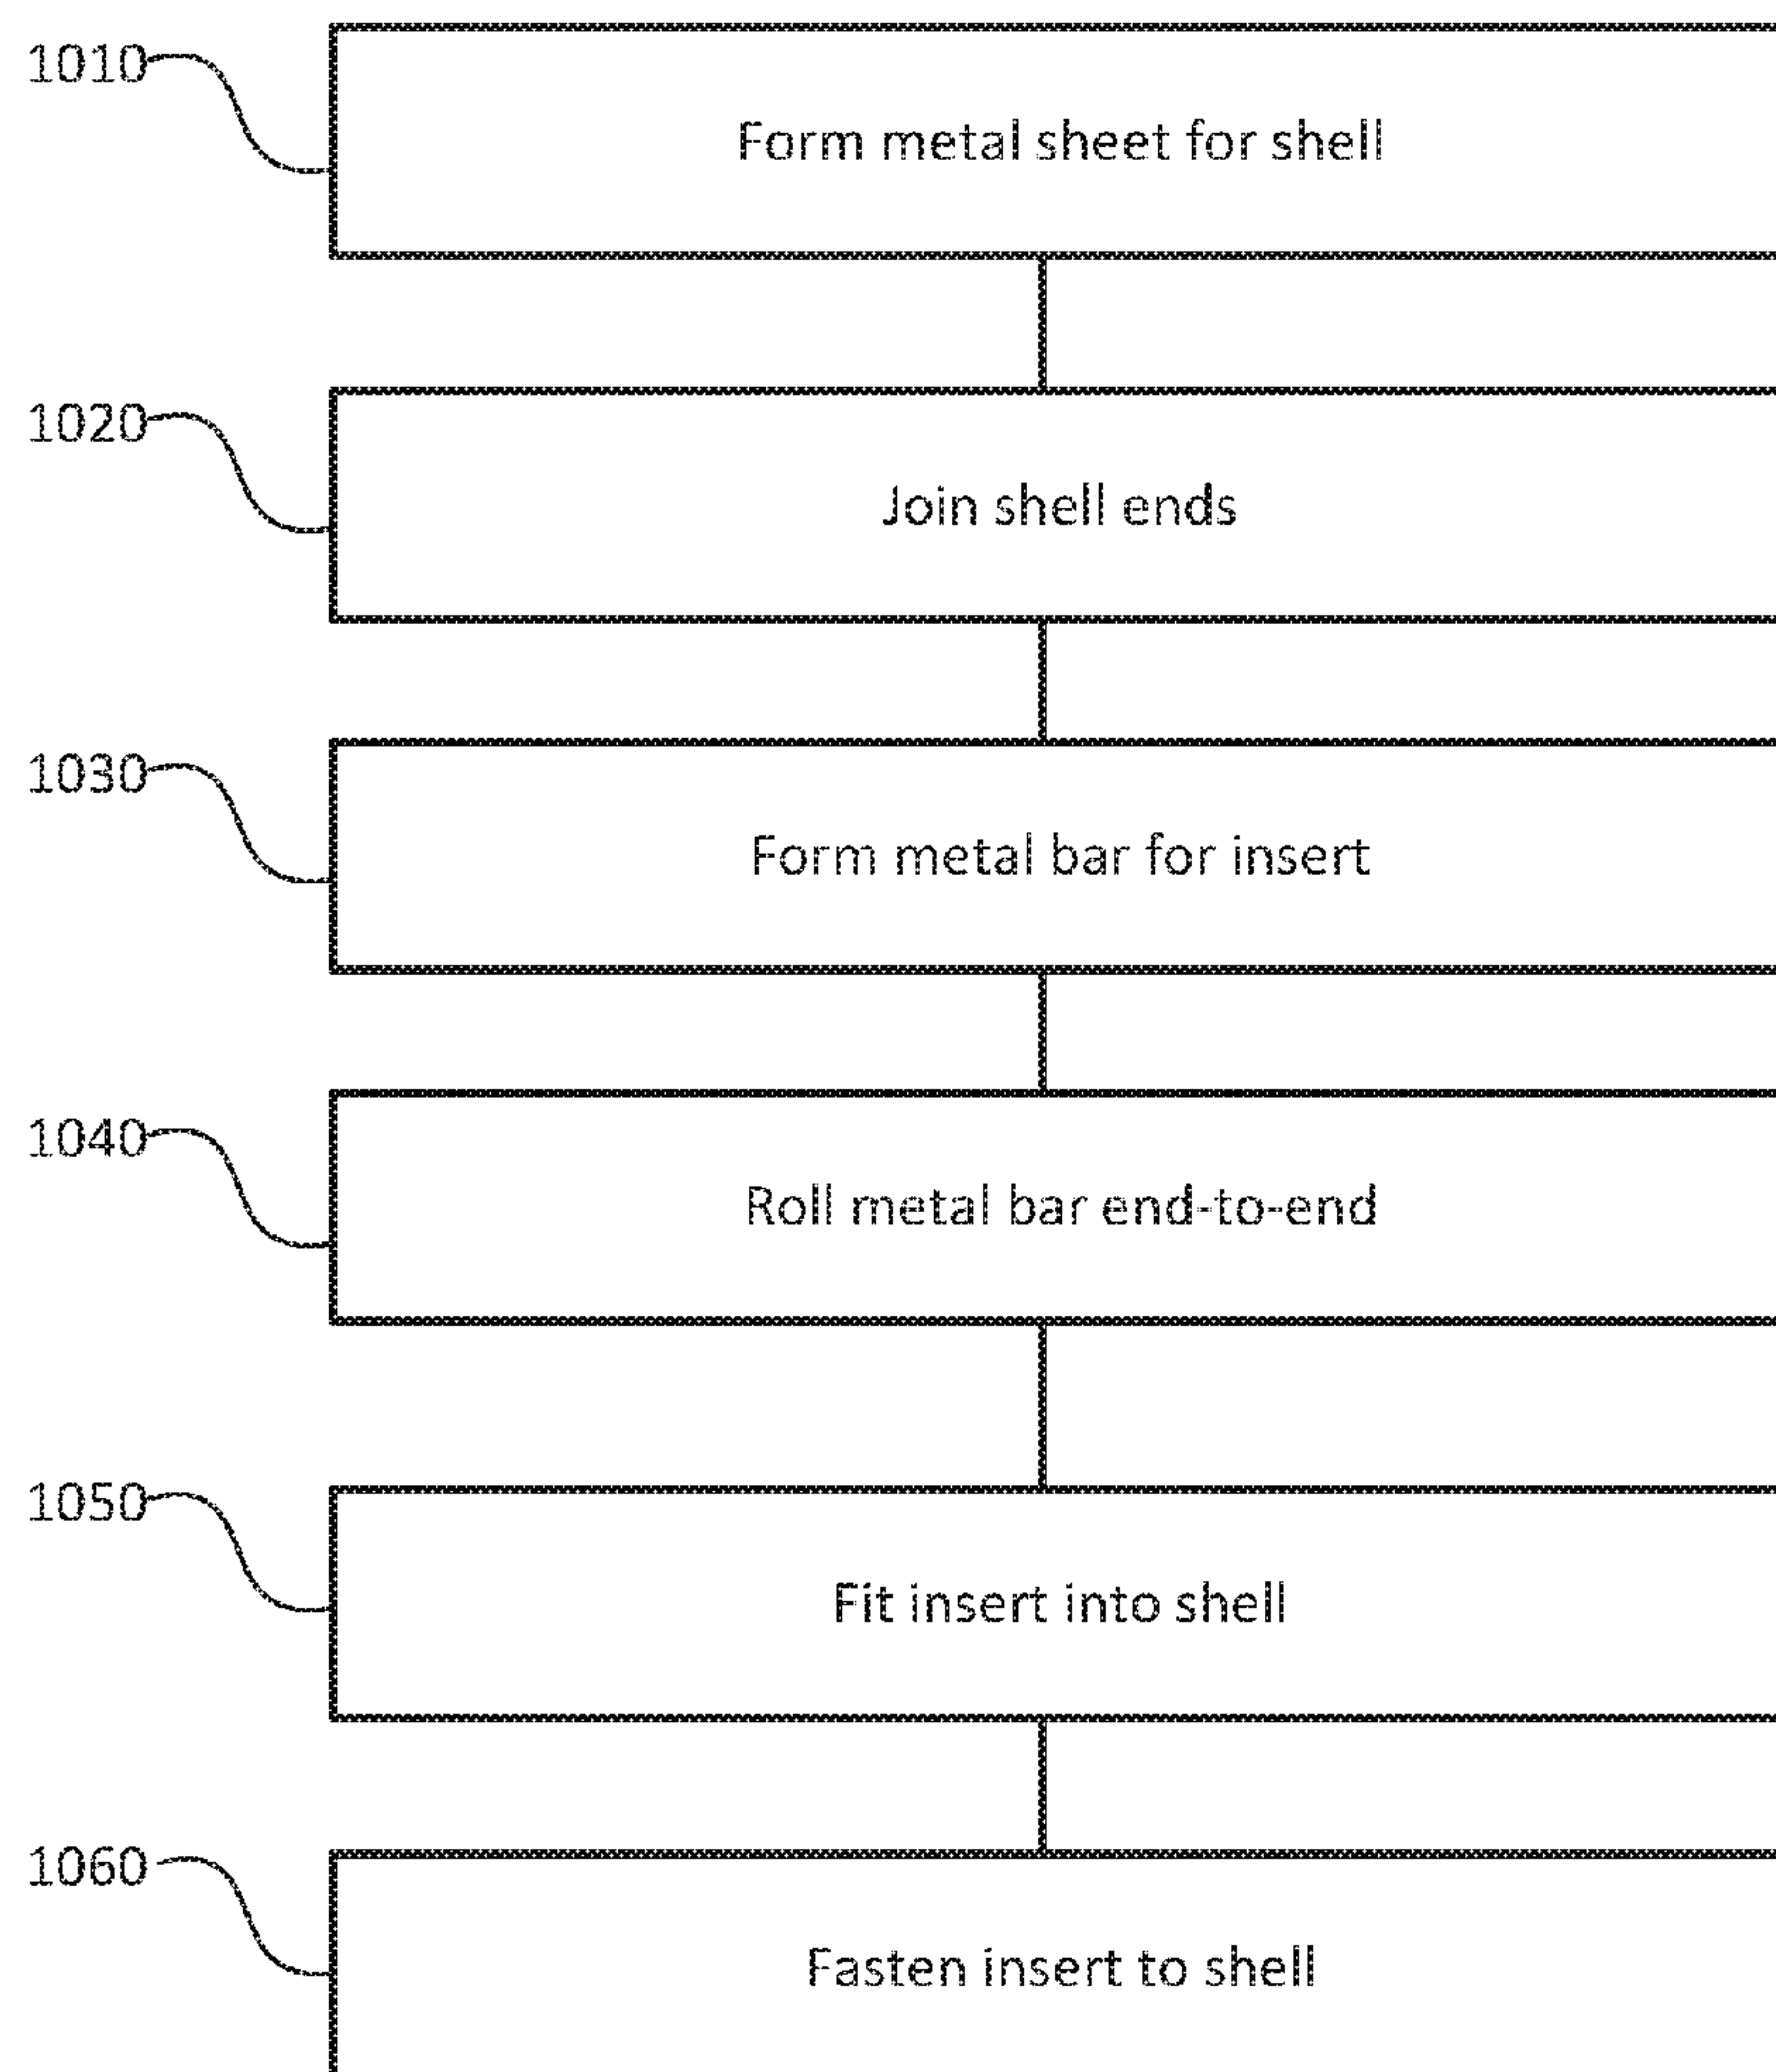 1010
Form metal sheet for shell
1020
Join shell ends
1030
Form metal bar for insert
1040
Roll metal bar end-to-end
1050
Fit insert into shell
1060
Fasten insert to shell